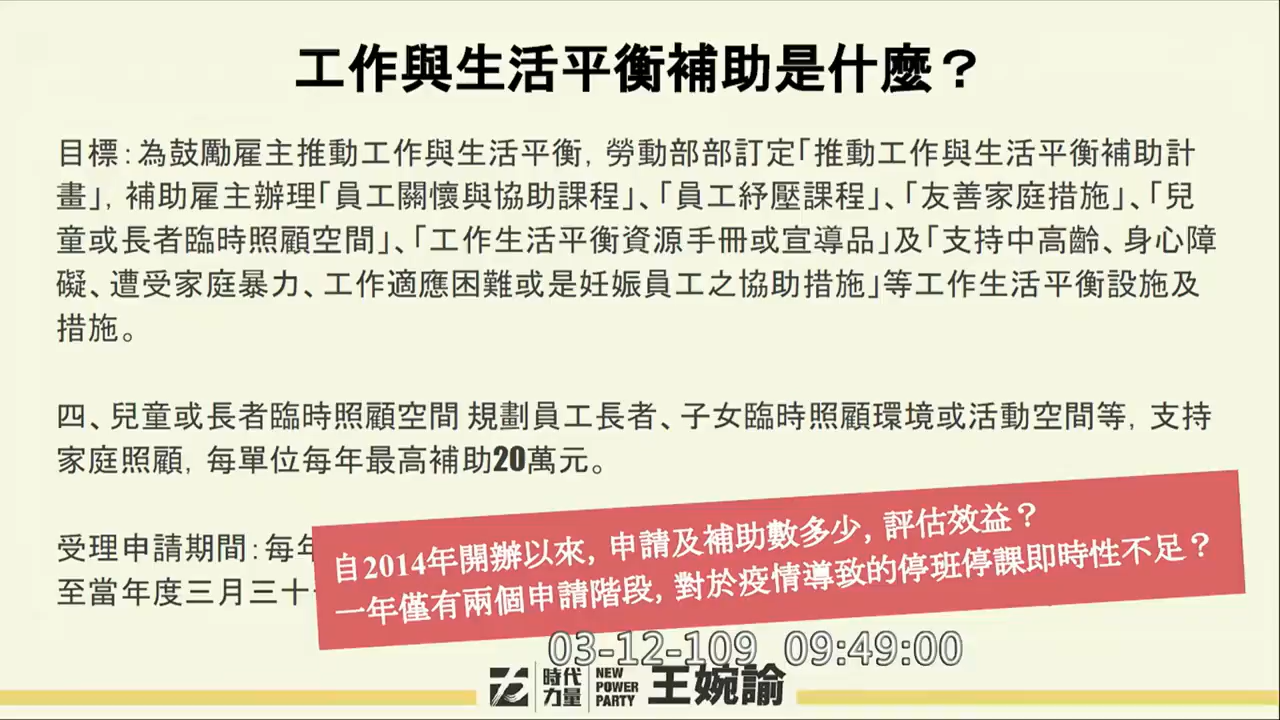 工作與生活平衡補助是什麼？
目標：為鼓勵雇主推動工作與生活平衡，勞動部部訂定「推動工作與生活平衡補助計
畫」，補助雇主辦理「員工關懷與協助課程」、「員工紓壓課程」、「友善家庭措施」、「兒
童或長者臨時照顧空間」、「工作生活平衡資源手冊或宣導品」及「支持中高齡、身心障
礙、遭受家庭暴力、工作適應困難或是妊娠員工之協助措施」等工作生活平衡設施及
措施。
四、兒童或長者臨時照顧空間 規劃員工長者、子女臨時照顧環境或活動空間等，支持
家庭照顧，每單位每年最高補助20萬元。
受理申請期間：每年
至當年度三月三十
自2014年開辦以來，申請及補助數多少，評估效益？
一年僅有兩個申請階段，對於疫情導致的停班停課即時性不足？
03-12-109 09:49:00
時代力量 NEW POWER PARTY 王婉諭